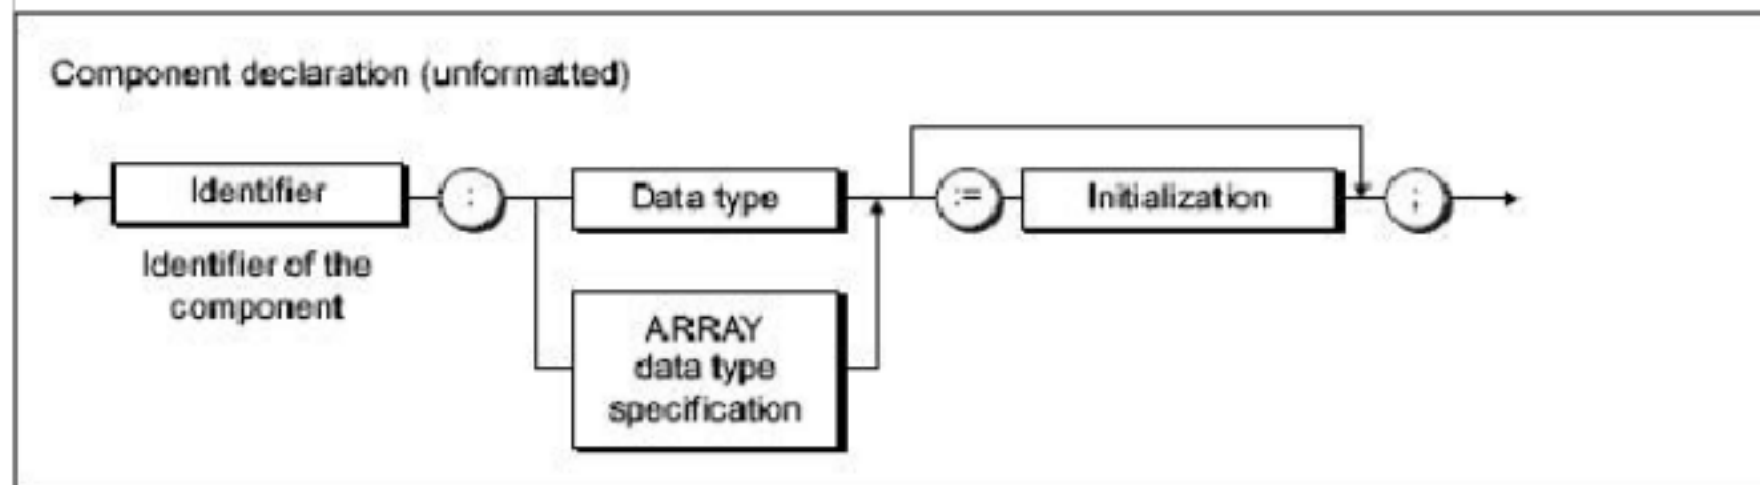 Component declaration (unformatted)
Identifier
:
Data type
:=
Initialization
;
Identifier of the
component
ARRAY
data type
specification